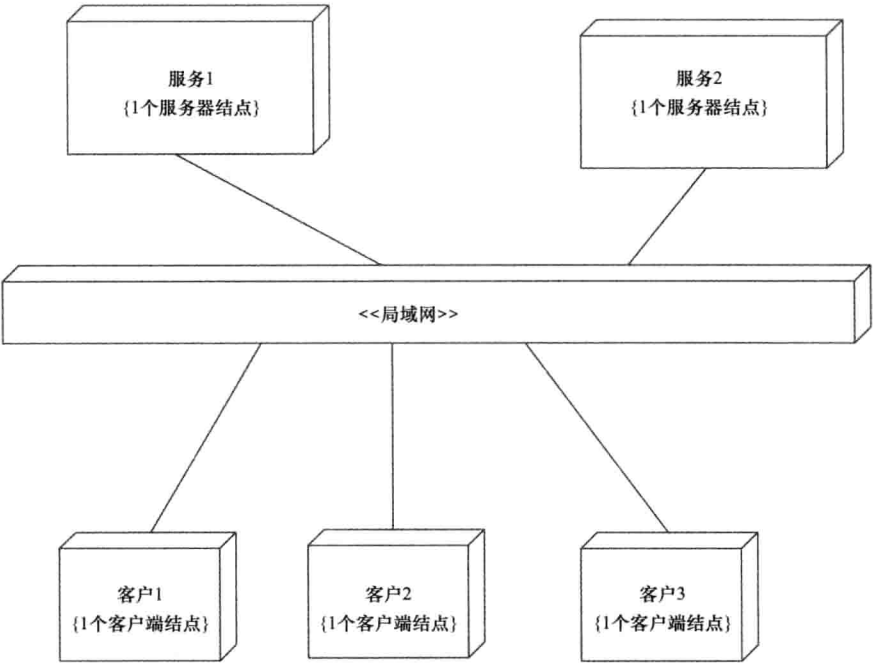 服务1
{1个服务器结点}
服务2
{1个服务器结点}
<<局域网>>
客户1
{1个客户端结点}
客户2
{1个客户端结点}
客户3
{1个客户端结点}